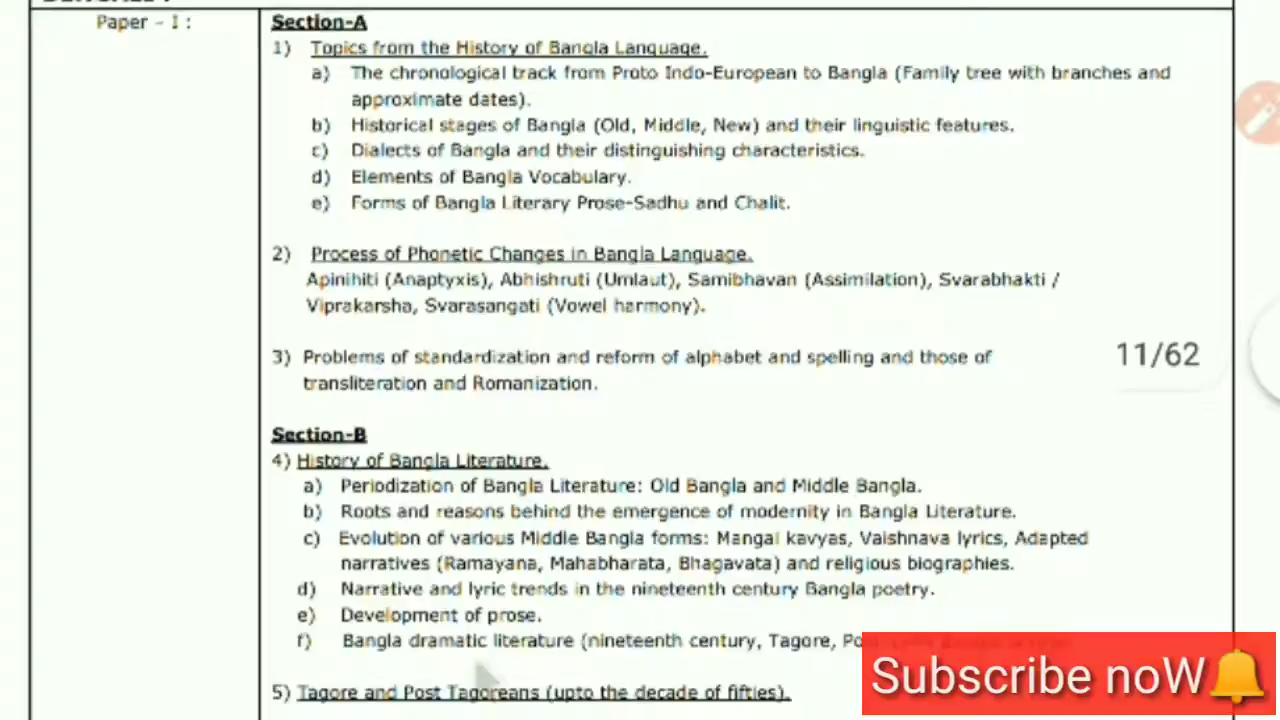 Paper - I :
Section-A
1) Topics from the History of Bangla Language.
a) The chronological track from Proto Indo-European to Bangla (Family tree with branches and
approximate dates).
b) Historical stages of Bangla (Old, Middle, New) and their linguistic features.
c) Dialects of Bangla and their distinguishing characteristics.
d) Elements of Bangla Vocabulary.
e) Forms of Bangla Literary Prose-Sadhu and Chalit.
2) Process of Phonetic Changes in Bangla Language.
Apinihiti (Anaptyxis), Abhishruti (Umlaut), Samibhavan (Assimilation), Svarabhakti /
Viprakarsha, Svarasangati (Vowel harmony).
3) Problems of standardization and reform of alphabet and spelling and those of
transliteration and Romanization.
11/62
Section-B
4) History of Bangla Literature.
a) Periodization of Bangla Literature: Old Bangla and Middle Bangla.
b) Roots and reasons behind the emergence of modernity in Bangla Literature.
c) Evolution of various Middle Bangla forms: Mangal kavyas, Vaishnava lyrics, Adapted
narratives (Ramayana, Mahabharata, Bhagavata) and religious biographies.
d) Narrative and lyric trends in the nineteenth century Bangla poetry.
e) Development of prose.
f) Bangla dramatic literature (nineteenth century, Tagore,
Subscribe noW
5) Tagore and Post Tagoreans (upto the decade of fifties).